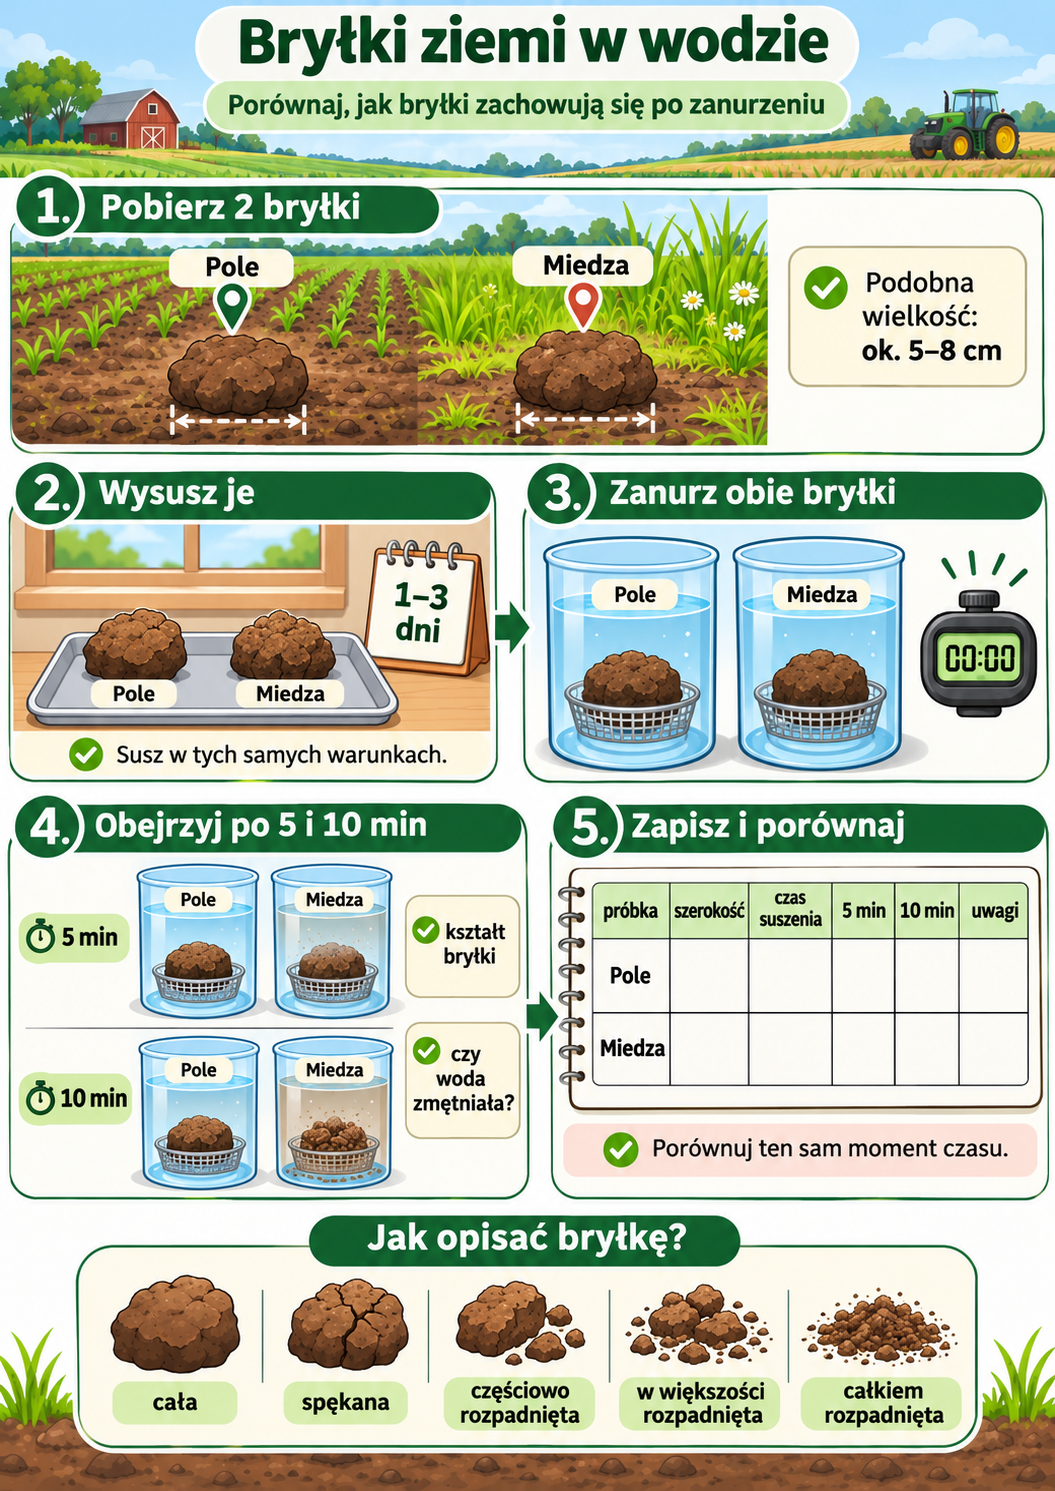 Bryłki ziemi w wodzie
Porównaj, jak bryłki zachowują się po zanurzeniu
1. Pobierz 2 bryłki
Pole
Miedza
Podobna
wielkość:
ok. 5–8 cm
2. Wysusz je
1–3
dni
Pole
Miedza
Susz w tych samych warunkach.
3. Zanurz obie bryłki
Pole
Miedza
00:00
4. Obejrzyj po 5 i 10 min
5 min
Pole
Miedza
kształt
bryłki
10 min
Pole
Miedza
czy
woda
zmętniała?
5. Zapisz i porównaj
próbka szerokość czas suszenia 5 min 10 min uwagi
Pole
Miedza
Porównuj ten sam moment czasu.
Jak opisać bryłkę?
cała
spękana
częściowo
rozpadnięta
w większości
rozpadnięta
całkiem
rozpadnięta